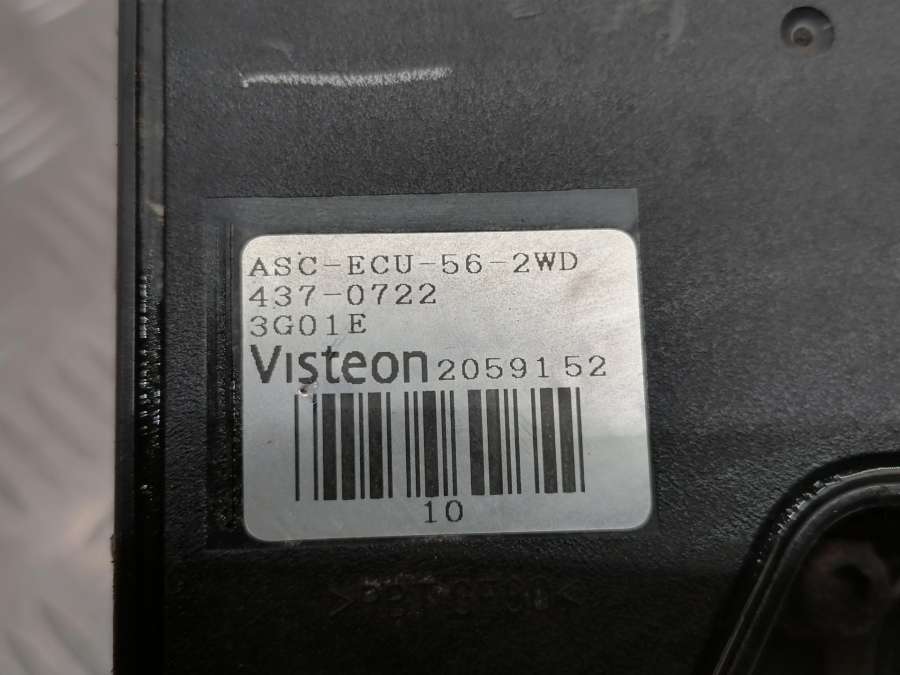 ASC-ECU-56-2WD
437-0722
3G01E
Visteon 2059152
10